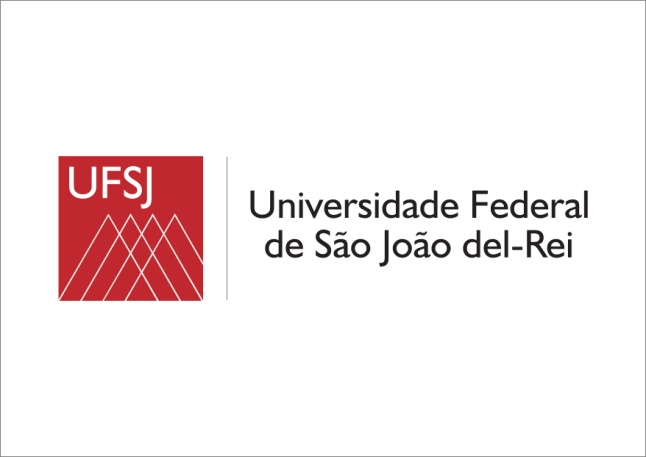 UFSJ
Universidade Federal
de São João del-Rei